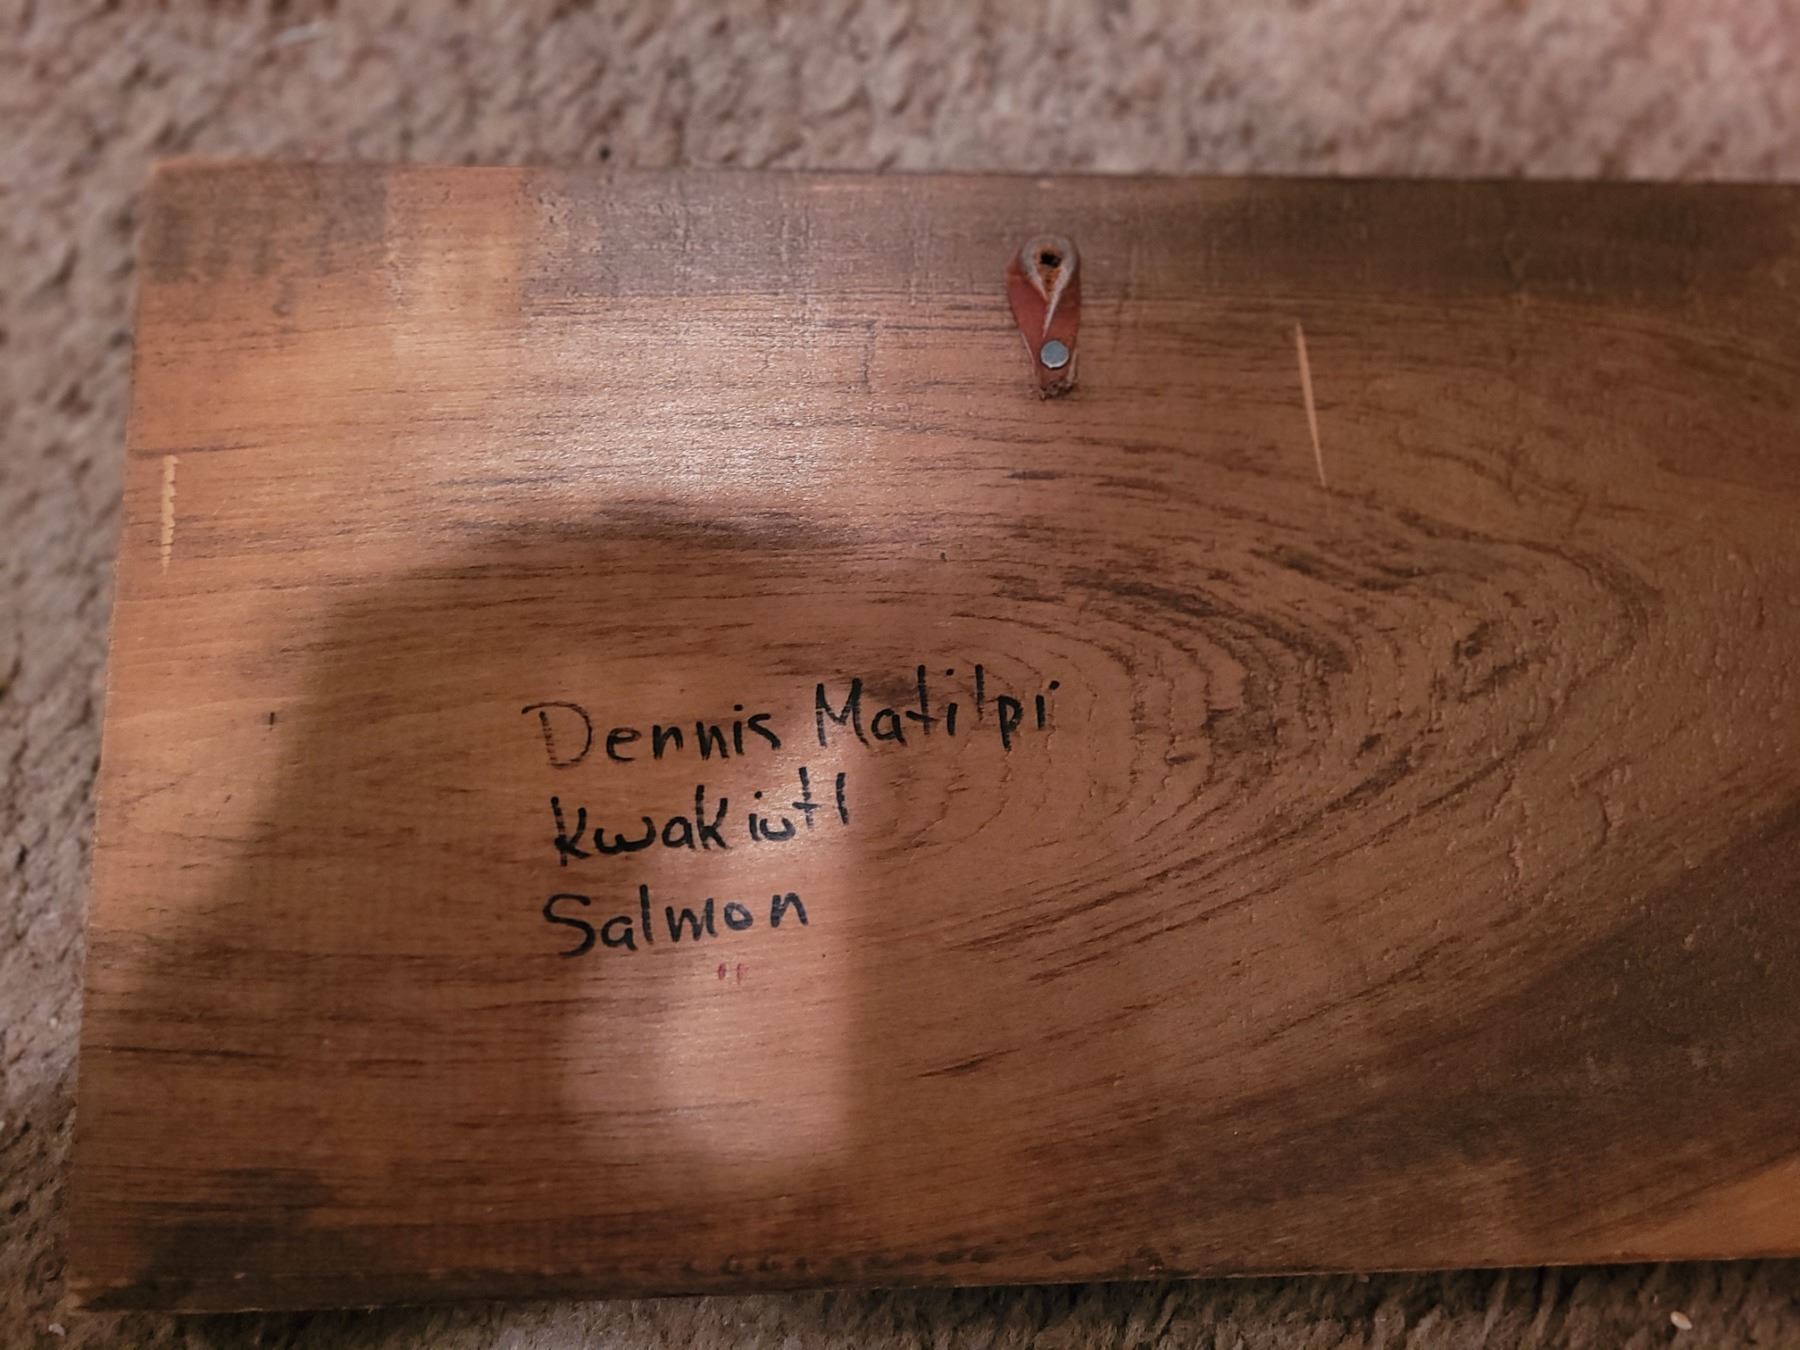 Dennis Matilpi
Kwakiutl
Salmon
"